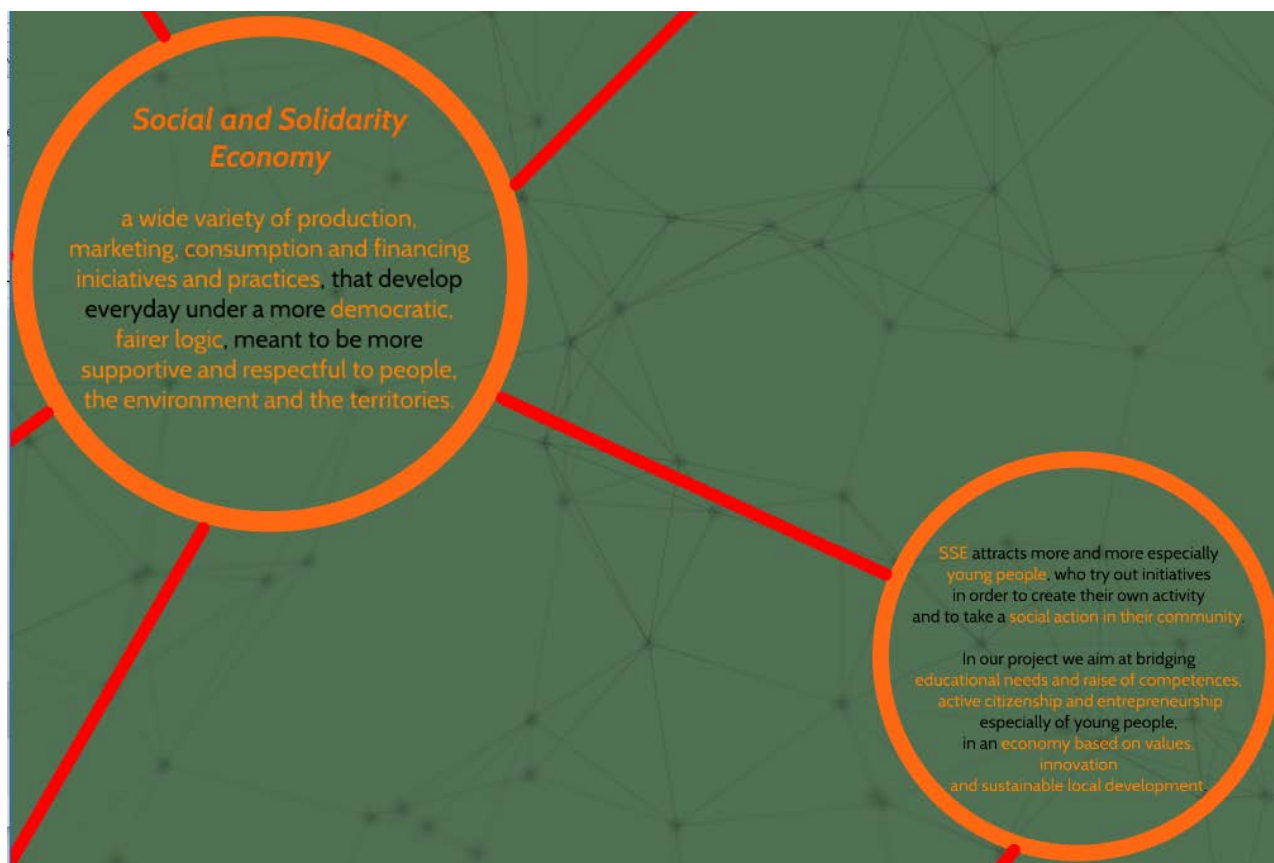 Social and Solidarity
Economy
a wide variety of production,
marketing, consumption and financing
iniciatives and practices, that develop
everyday under a more democratic,
fairer logic, meant to be more
supportive and respectful to people,
the environment and the territories.
SSE attracts more and more especially
young people, who try out initiatives
in order to create their own activity
and to take a social action in their community.
In our project we aim at bridging
educational needs and raise of competences,
active citizenship and entrepreneurship
especially of young people,
in an economy based on values,
innovation
and sustainable local development.